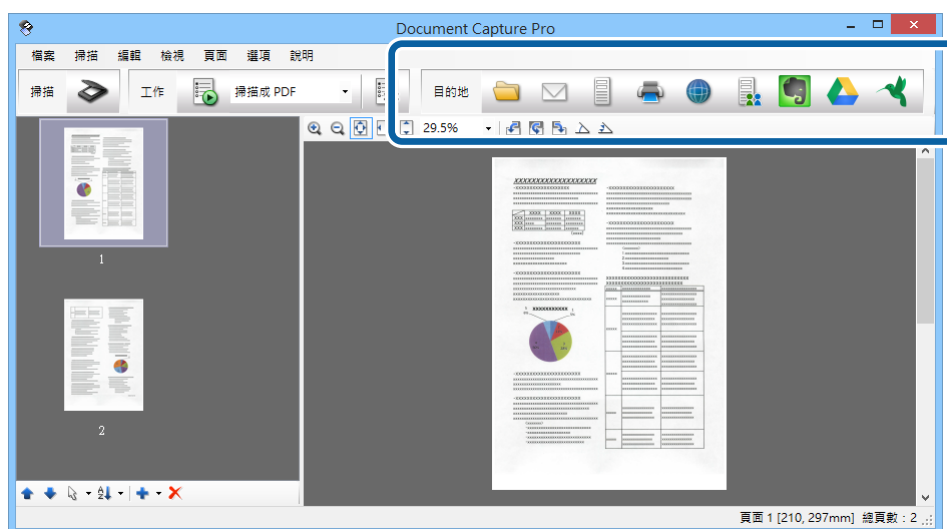 Document Capture Pro
檔案 掃描 編輯 檢視 頁面 選項 說明
掃描 工作 掃描成 PDF 目的地
29.5%
1
2
頁面 1 [210, 297mm] 總頁數 : 2